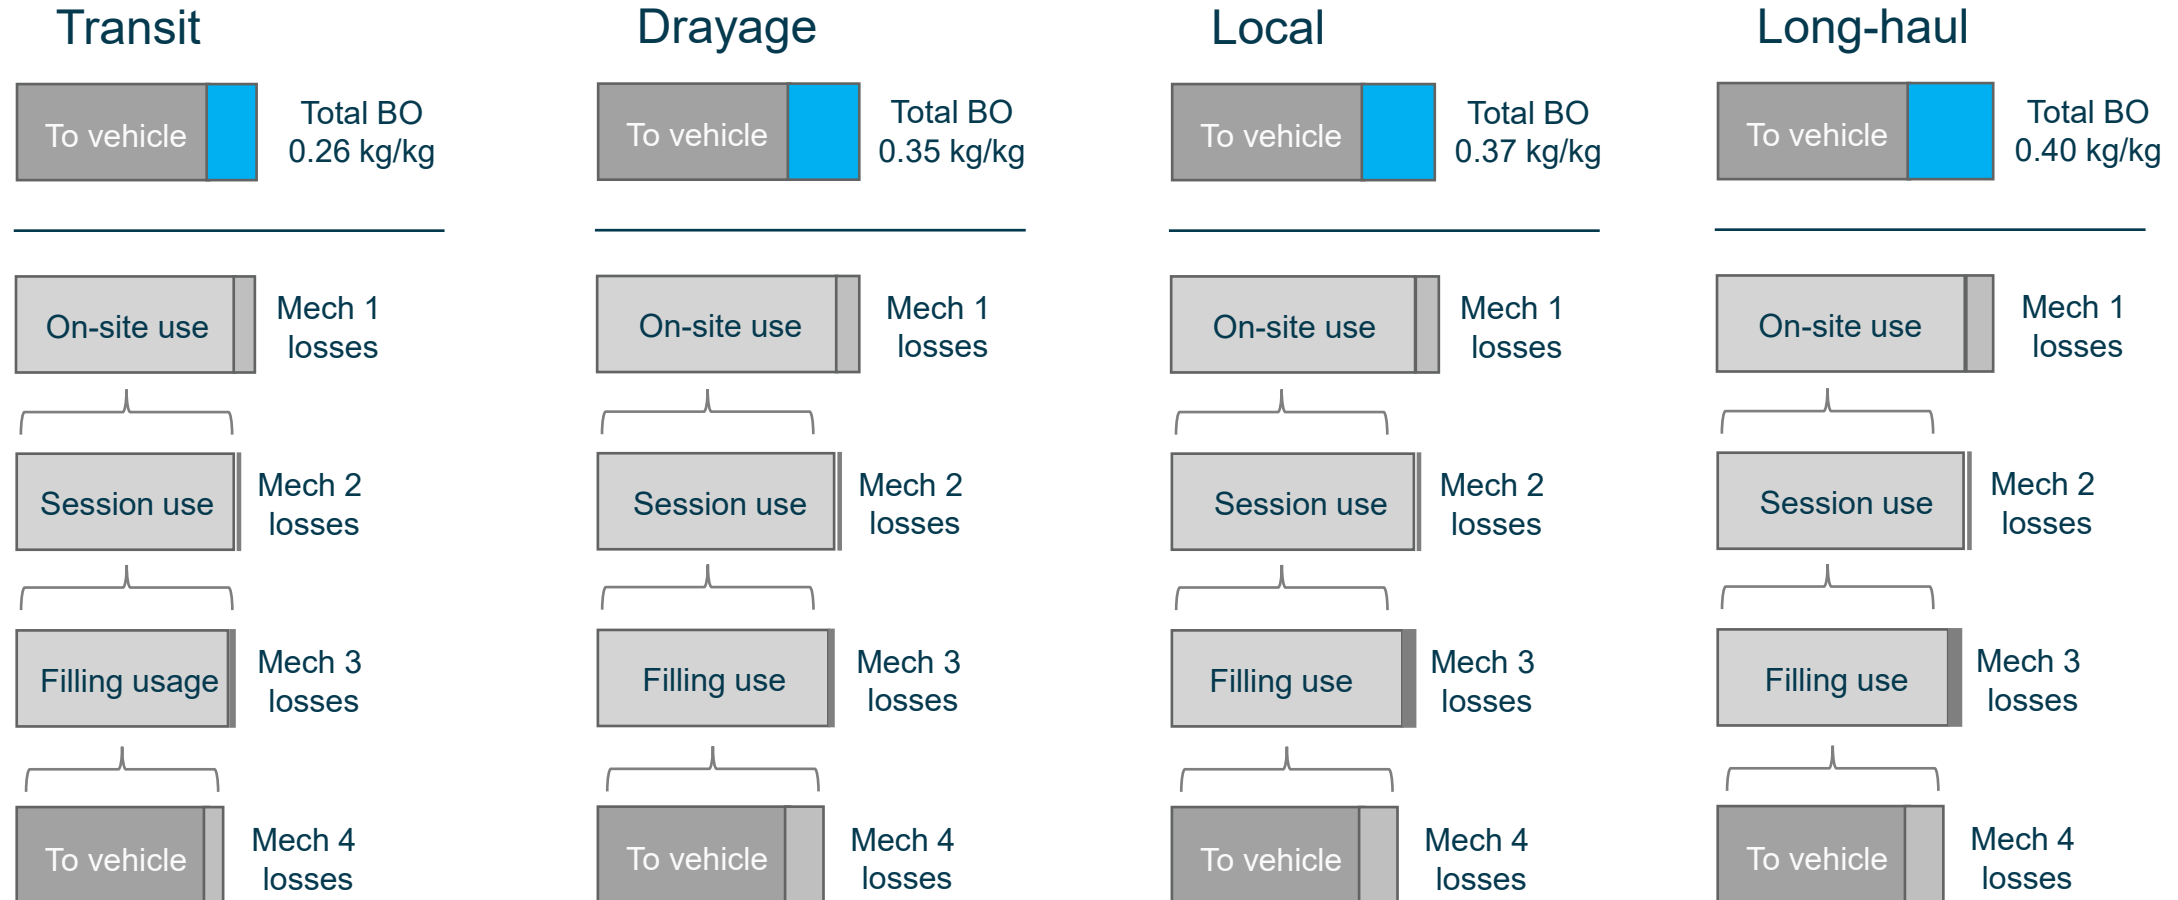 Transit
To vehicle
Total BO
0.26 kg/kg
On-site use
Mech 1
losses
Session use
Mech 2
losses
Filling usage
Mech 3
losses
To vehicle
Mech 4
losses
Drayage
To vehicle
Total BO
0.35 kg/kg
On-site use
Mech 1
losses
Session use
Mech 2
losses
Filling use
Mech 3
losses
To vehicle
Mech 4
losses
Local
To vehicle
Total BO
0.37 kg/kg
On-site use
Mech 1
losses
Session use
Mech 2
losses
Filling use
Mech 3
losses
To vehicle
Mech 4
losses
Long-haul
To vehicle
Total BO
0.40 kg/kg
On-site use
Mech 1
losses
Session use
Mech 2
losses
Filling use
Mech 3
losses
To vehicle
Mech 4
losses